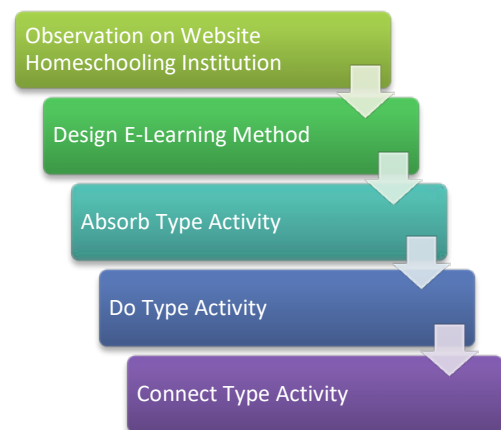 Observation on Website
Homeschooling Institution
Design E-Learning Method
Absorb Type Activity
Do Type Activity
Connect Type Activity